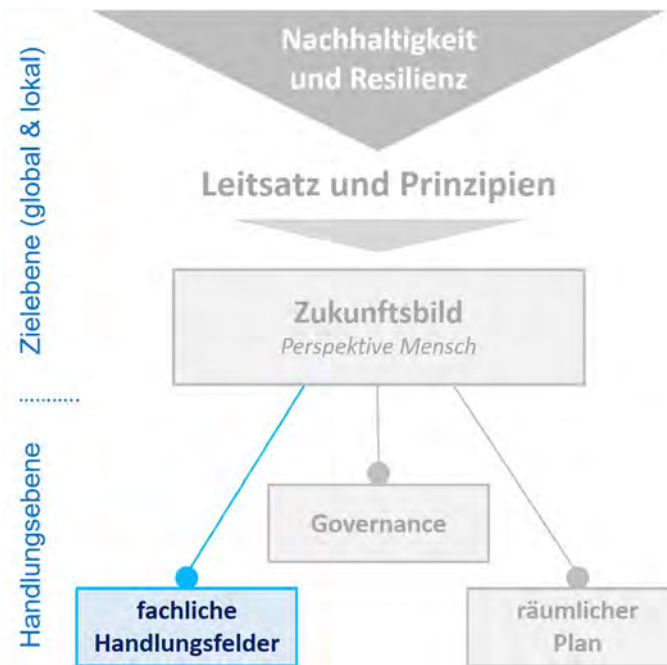 Zielebene (global & lokal)
Nachhaltigkeit
und Resilienz
Leitsatz und Prinzipien
Zukunftsbild
Perspektive Mensch
Handlungsebene
Governance
fachliche
Handlungsfelder
räumlicher
Plan